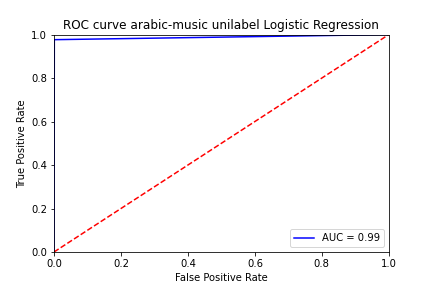 ROC curve arabic-music unilabel Logistic Regression
True Positive Rate
1.0
0.8
0.6
0.4
0.2
0.0
0.0 0.2 0.4 0.6 0.8 1.0
False Positive Rate
AUC = 0.99